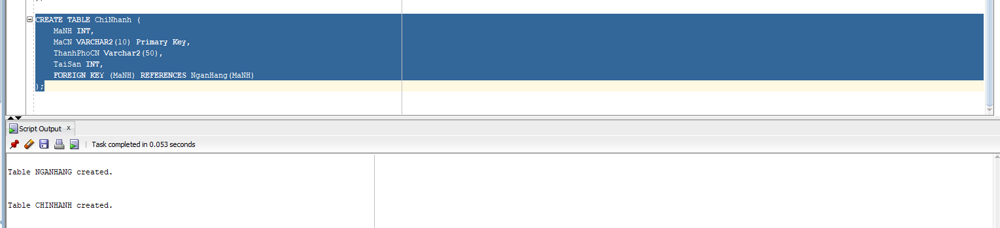 );
CREATE TABLE ChiNhanh (
MaNH INT,
MaCN VARCHAR2(10) Primary Key,
ThanhPhoCN Varchar2(50),
TaiSan INT,
FOREIGN KEY (MaNH) REFERENCES NganHang(MaNH)
);
Script Output x
Task completed in 0.053 seconds
Table NGANHANG created.
Table CHINHANH created.